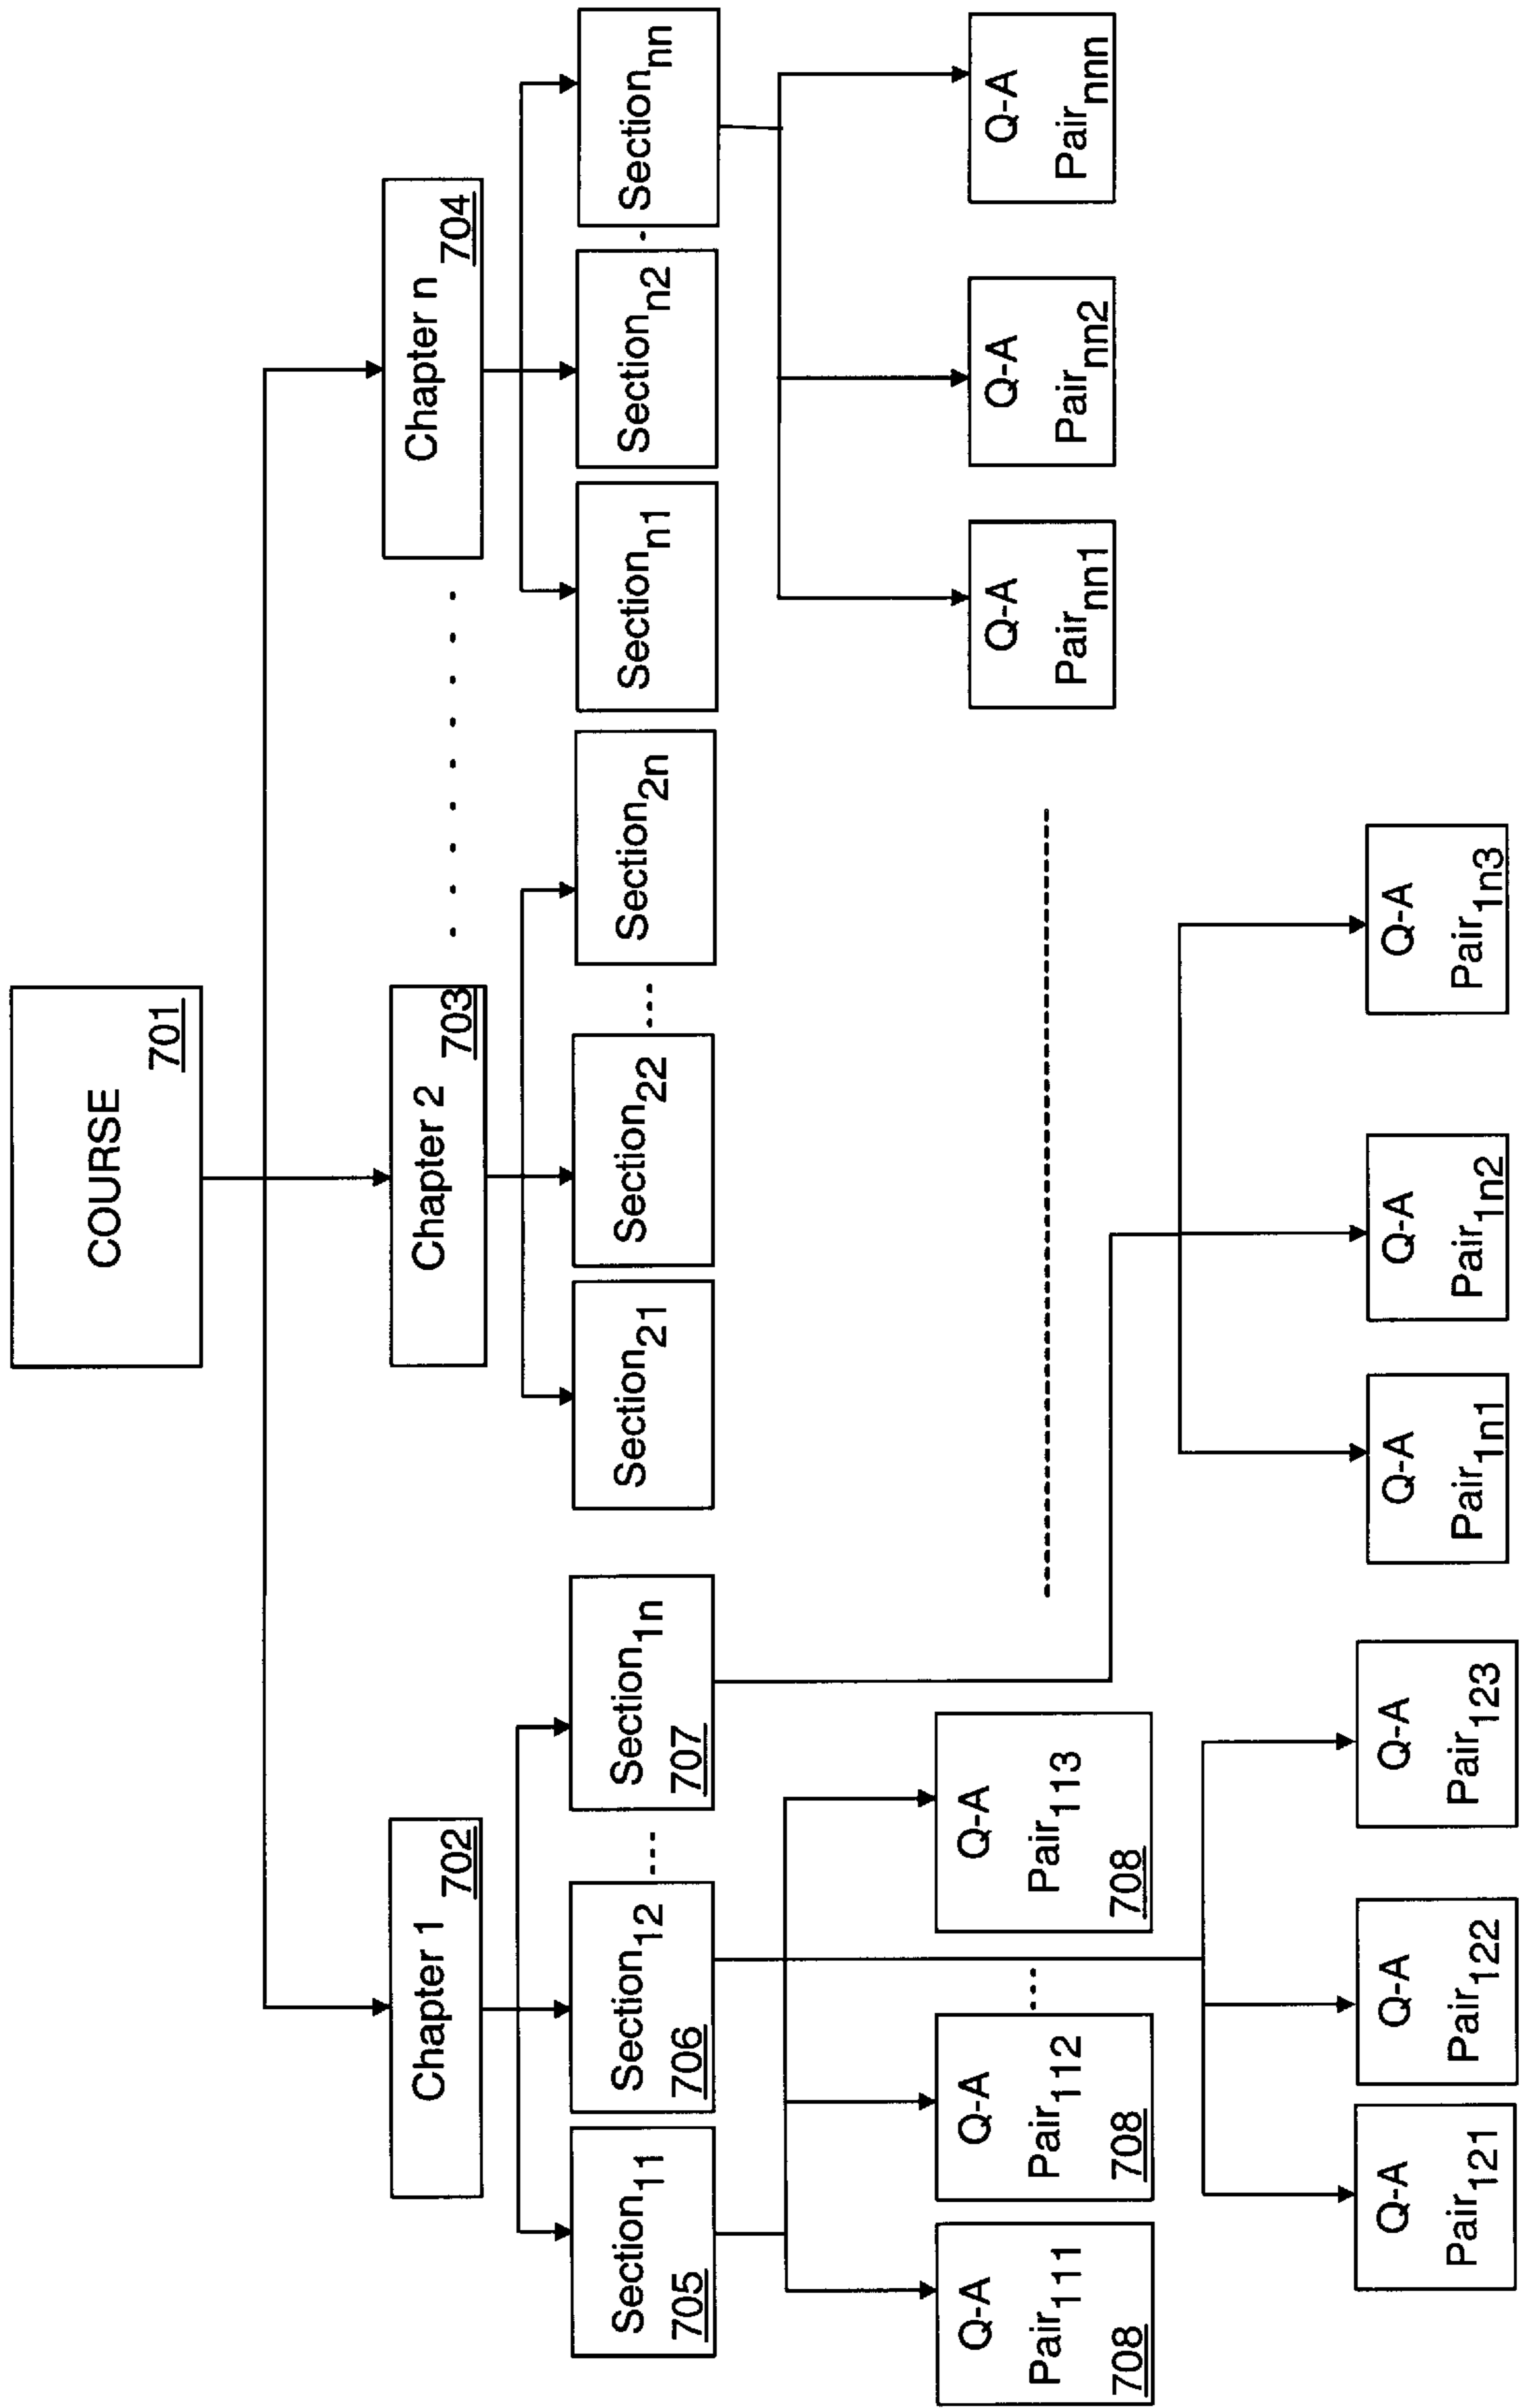 COURSE
701
Chapter 1
702
Chapter 2
703
. . . . . . . . .
Chapter n
704
Section11
705
Section12
706
...
Section1n
707
Section21
Section22
...
Section2n
Sectionn1
Sectionn2
.
Sectionnn
Q-A
Pair111
708
Q-A
Pair112
708
...
Q-A
Pair113
708
Q-A
Pairnn1
Q-A
Pairnn2
Q-A
Pairnnn
Q-A
Pair121
Q-A
Pair122
Q-A
Pair123
Q-A
Pair1n1
Q-A
Pair1n2
Q-A
Pair1n3